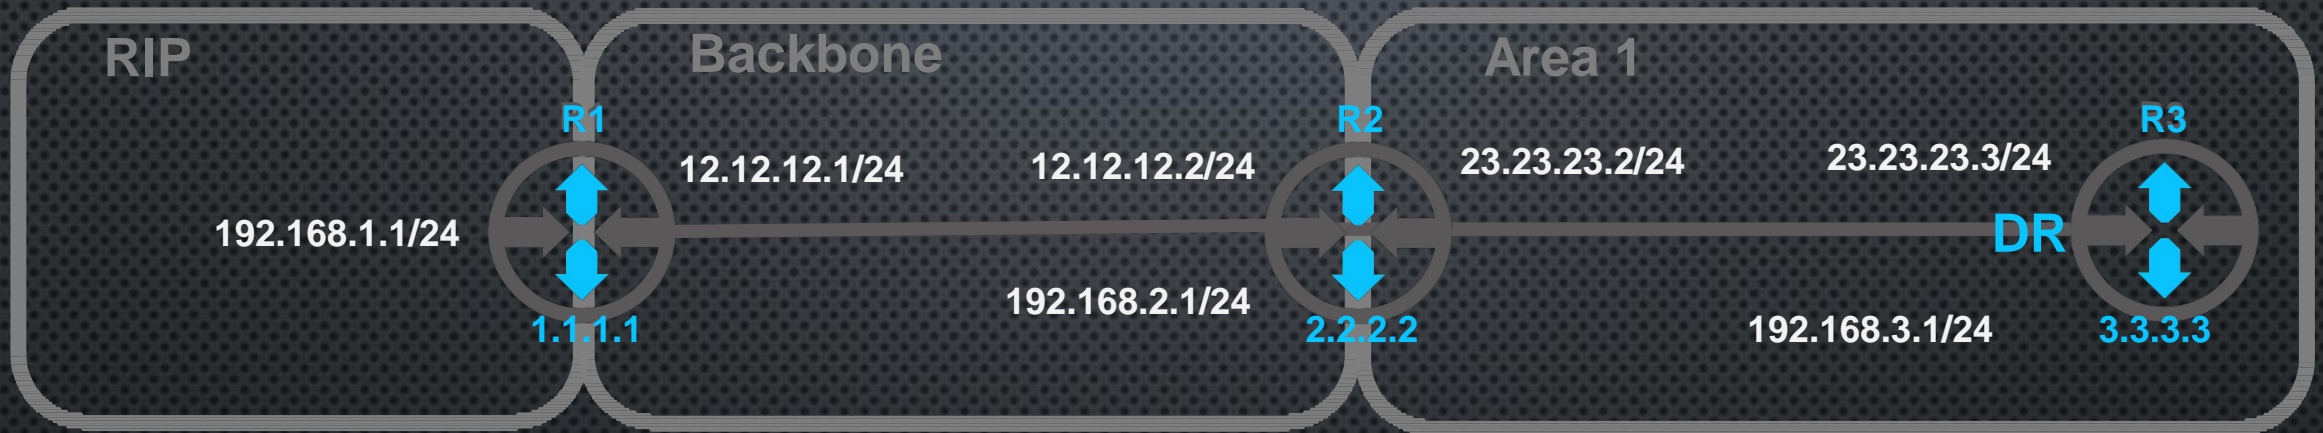 RIP
Backbone
Area 1
R1
R2
R3
12.12.12.1/24
12.12.12.2/24
23.23.23.2/24
23.23.23.3/24
192.168.1.1/24
DR
192.168.2.1/24
192.168.3.1/24
1.1.1.1
2.2.2.2
3.3.3.3